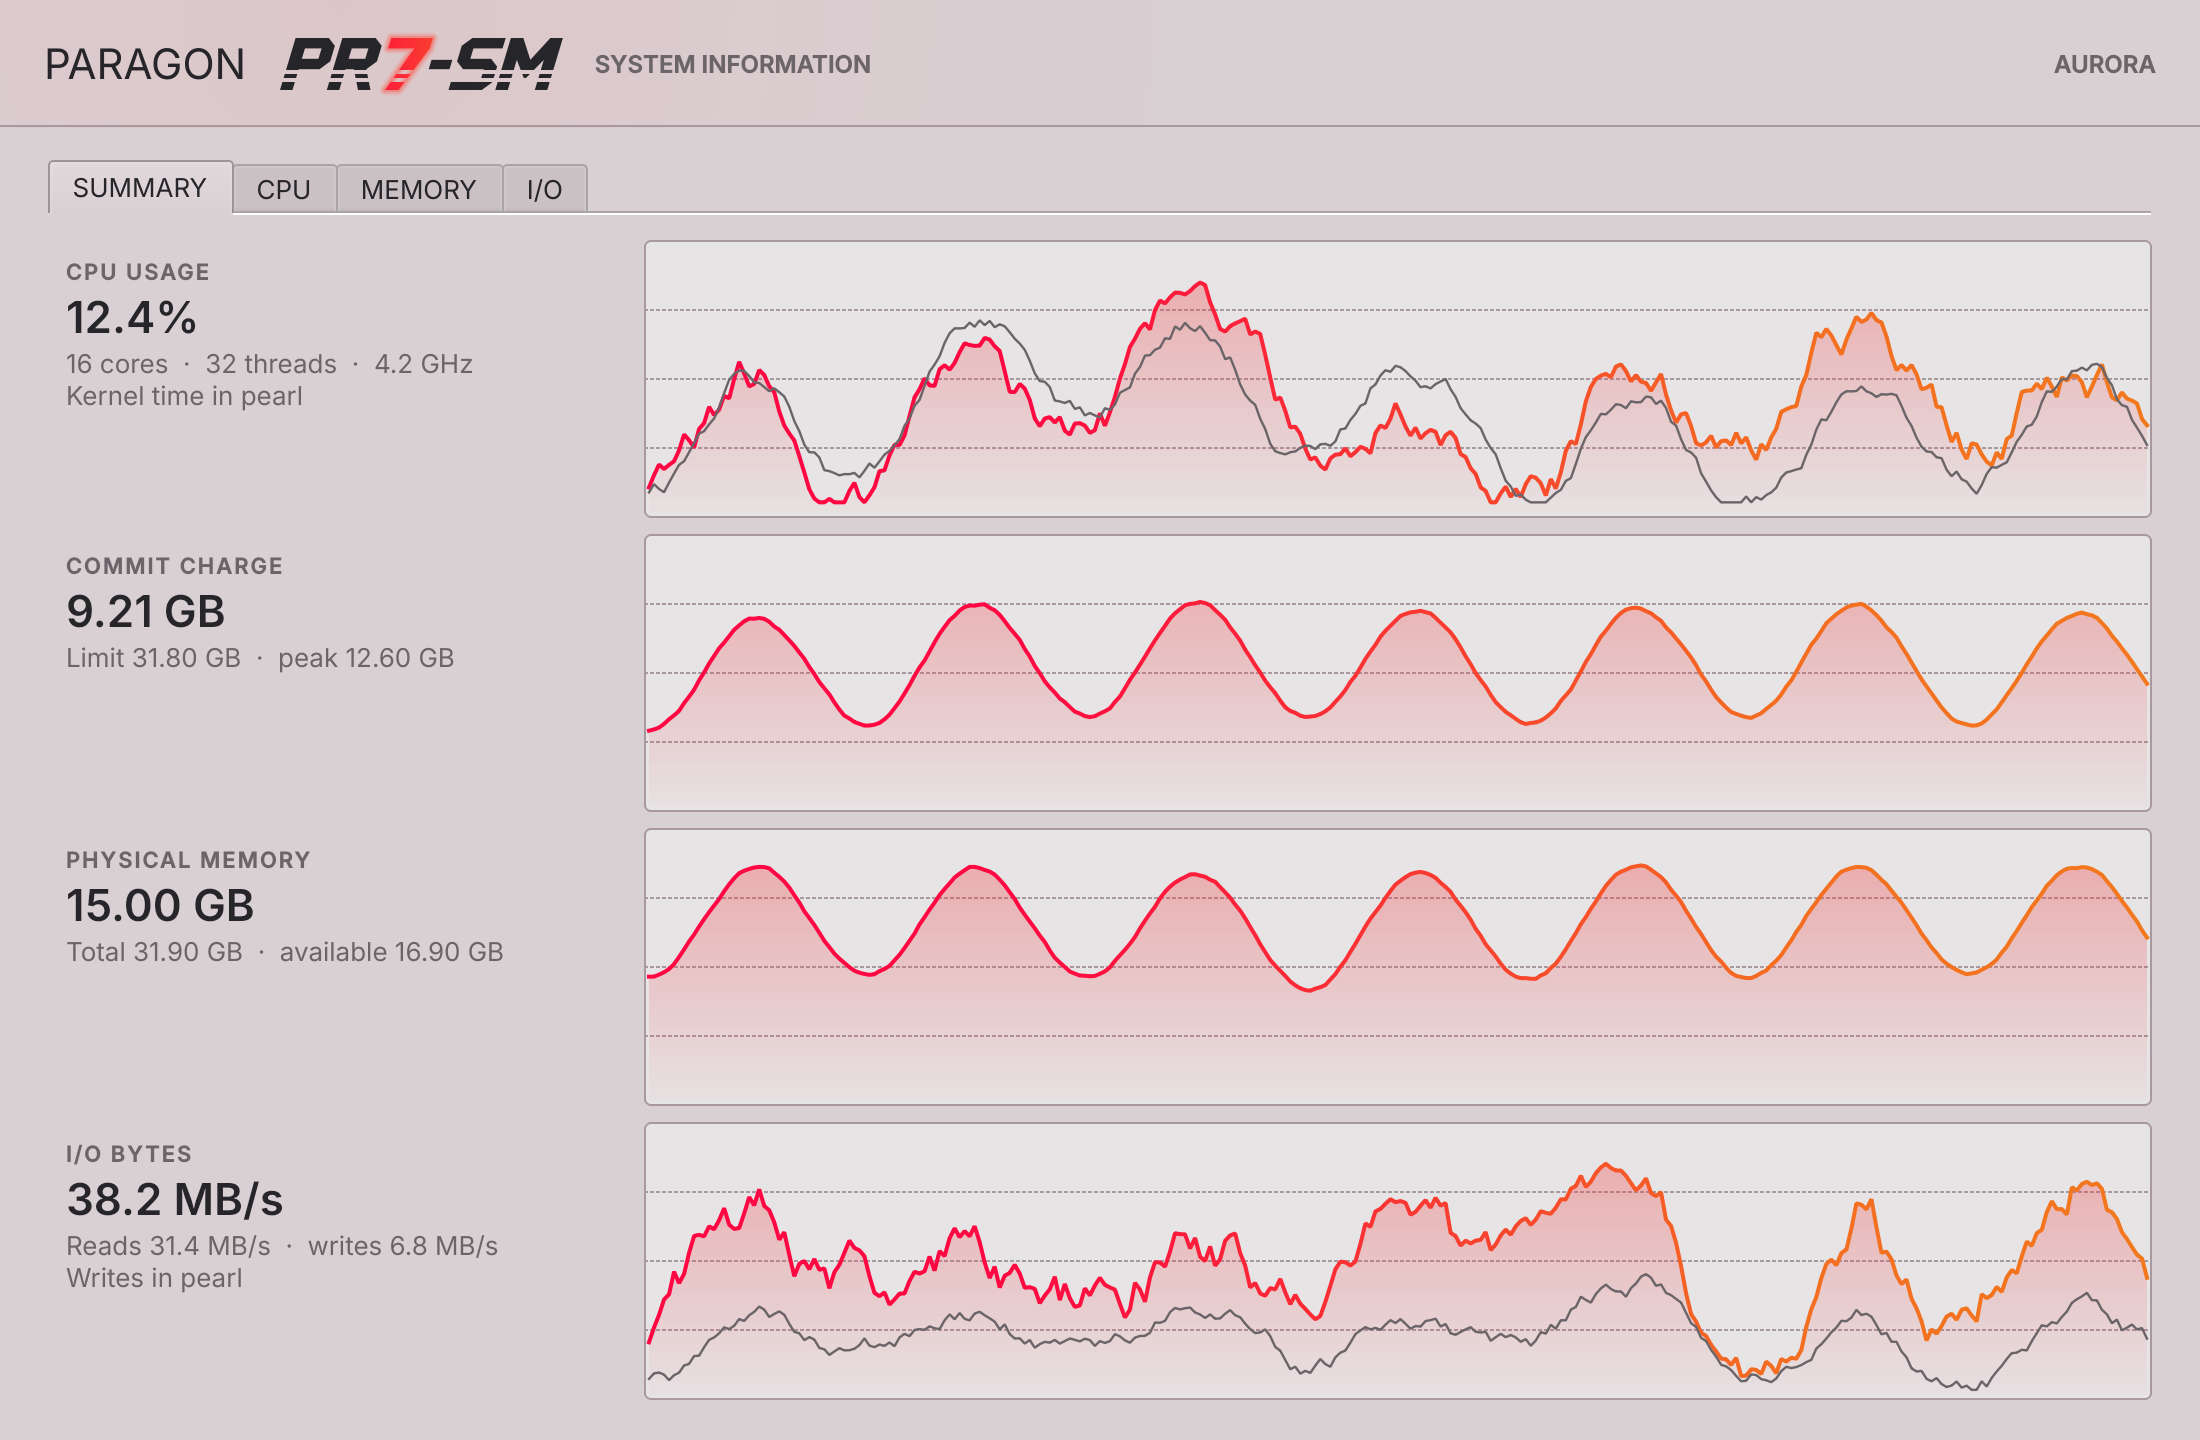 PARAGON PR7-SM SYSTEM INFORMATION AURORA
SUMMARY CPU MEMORY I/O
CPU USAGE
12.4%
16 cores · 32 threads · 4.2 GHz
Kernel time in pearl
COMMIT CHARGE
9.21 GB
Limit 31.80 GB · peak 12.60 GB
PHYSICAL MEMORY
15.00 GB
Total 31.90 GB · available 16.90 GB
I/O BYTES
38.2 MB/s
Reads 31.4 MB/s · writes 6.8 MB/s
Writes in pearl